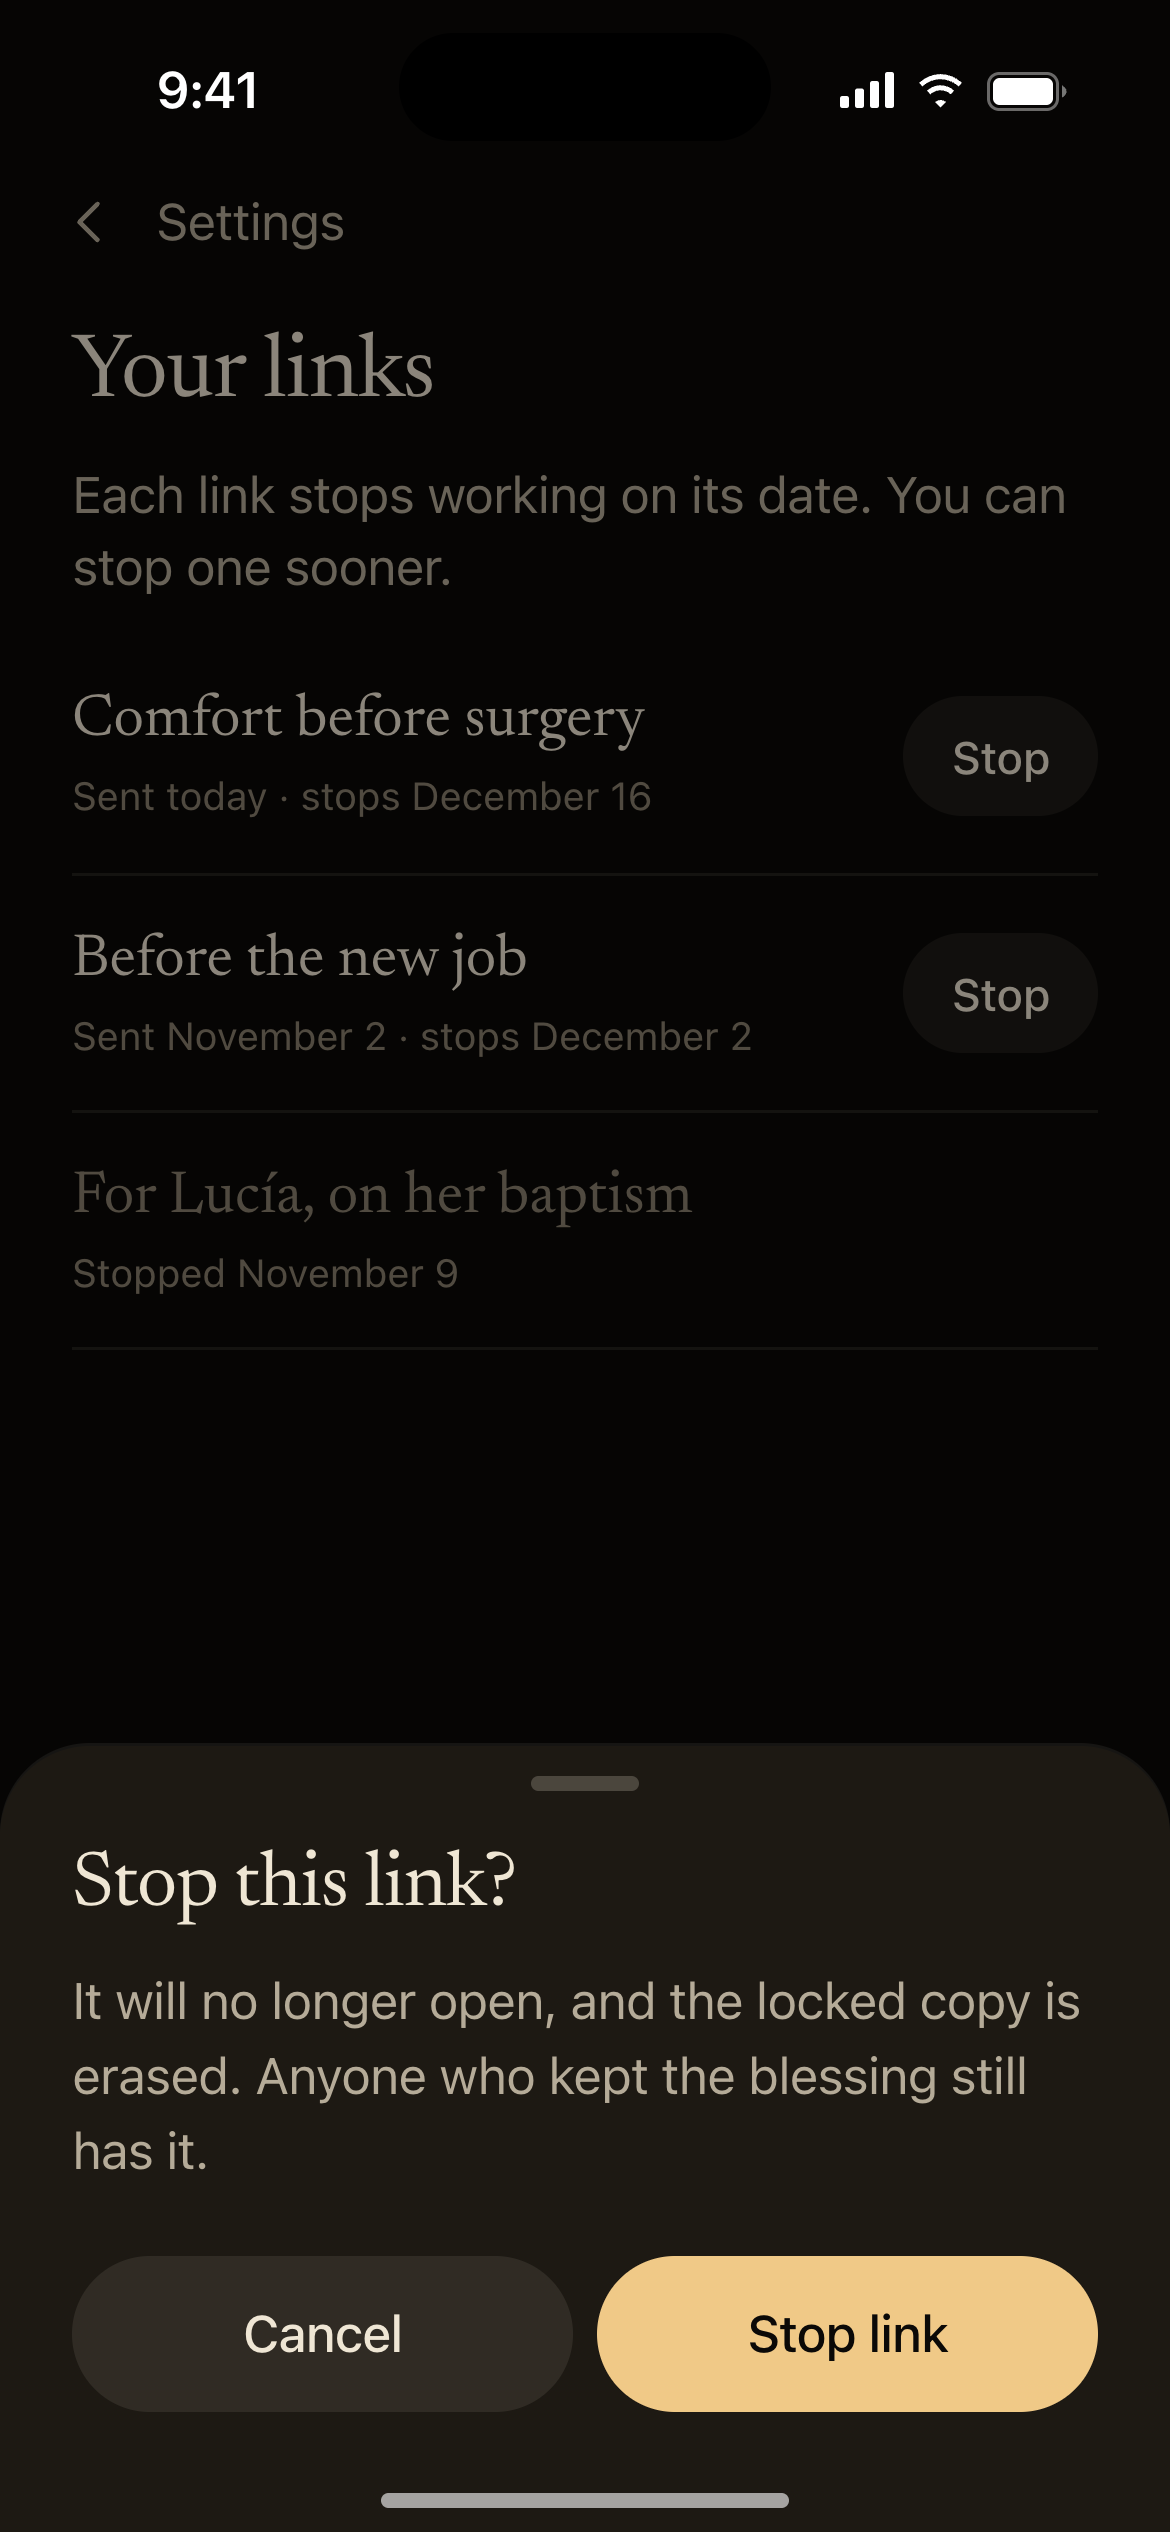 9:41
Settings
Your links
Each link stops working on its date. You can
stop one sooner.
Comfort before surgery
Stop
Sent today · stops December 16
Before the new job
Stop
Sent November 2 · stops December 2
For Lucía, on her baptism
Stopped November 9
Stop this link?
It will no longer open, and the locked copy is
erased. Anyone who kept the blessing still
has it.
Cancel
Stop link